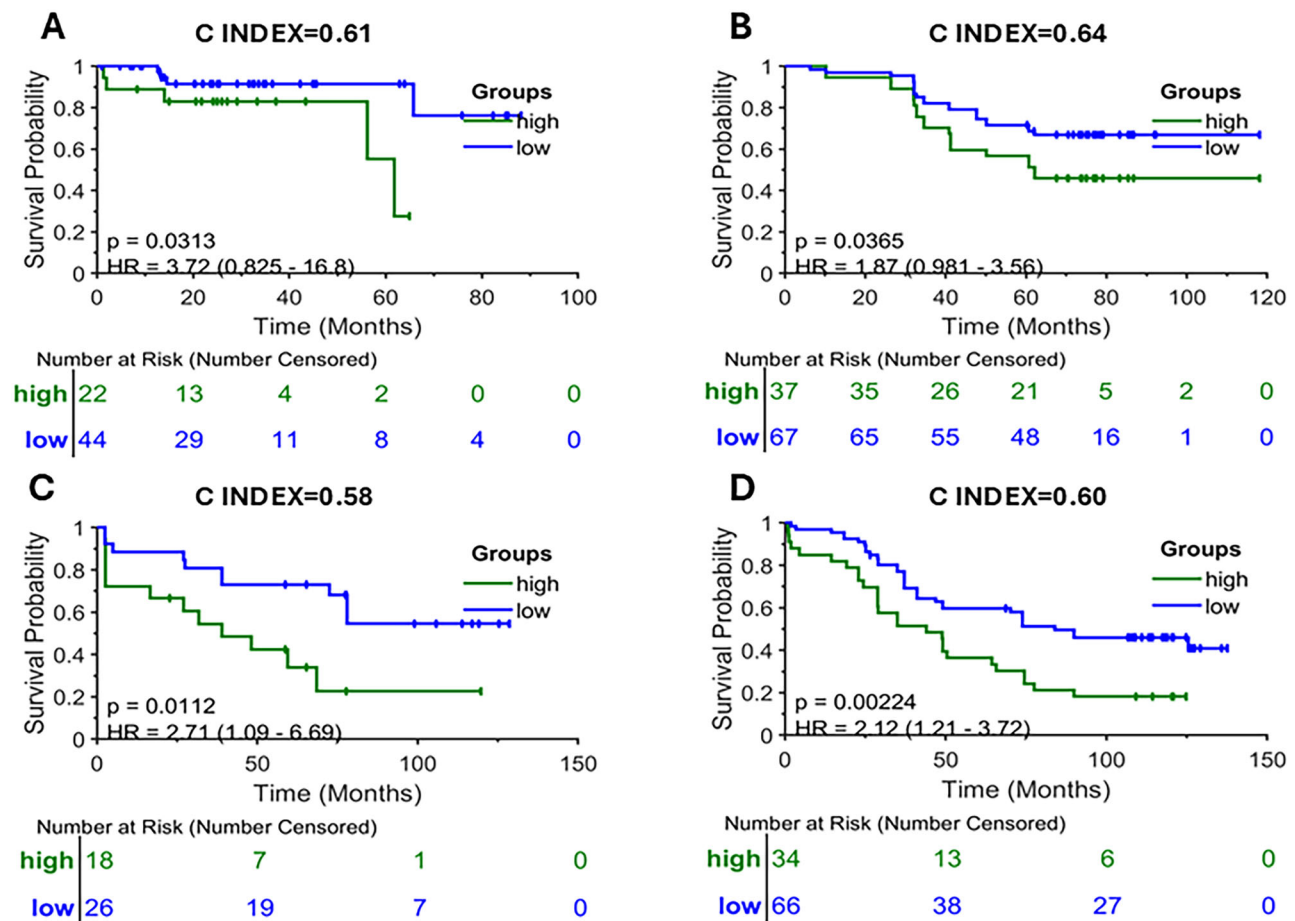 A
C INDEX=0.61
Survival Probability
1
0.8
0.6
0.4
0.2
0
Groups
high
low
p = 0.0313
HR = 3.72 (0.825 - 16.8)
0 20 40 60 80 100
Time (Months)
Number at Risk (Number Censored)
high 22 13 4 2 0 0
low 44 29 11 8 4 0
B
C INDEX=0.64
Survival Probability
1
0.8
0.6
0.4
0.2
0
Groups
high
low
p = 0.0365
HR = 1.87 (0.981 - 3.56)
0 20 40 60 80 100 120
Time (Months)
Number at Risk (Number Censored)
high 37 35 26 21 5 2 0
low 67 65 55 48 16 1 0
C
C INDEX=0.58
Survival Probability
1
0.8
0.6
0.4
0.2
0
Groups
high
low
p = 0.0112
HR = 2.71 (1.09 - 6.69)
0 50 100 150
Time (Months)
Number at Risk (Number Censored)
high 18 7 1 0
low 26 19 7 0
D
C INDEX=0.60
Survival Probability
1
0.8
0.6
0.4
0.2
0
Groups
high
low
p = 0.00224
HR = 2.12 (1.21 - 3.72)
0 50 100 150
Time (Months)
Number at Risk (Number Censored)
high 34 13 6 0
low 66 38 27 0